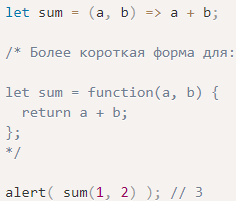 let sum = (a, b) => a + b;
/* Более короткая форма для:
let sum = function(a, b) {
return a + b;
};
*/
alert( sum(1, 2) ); // 3